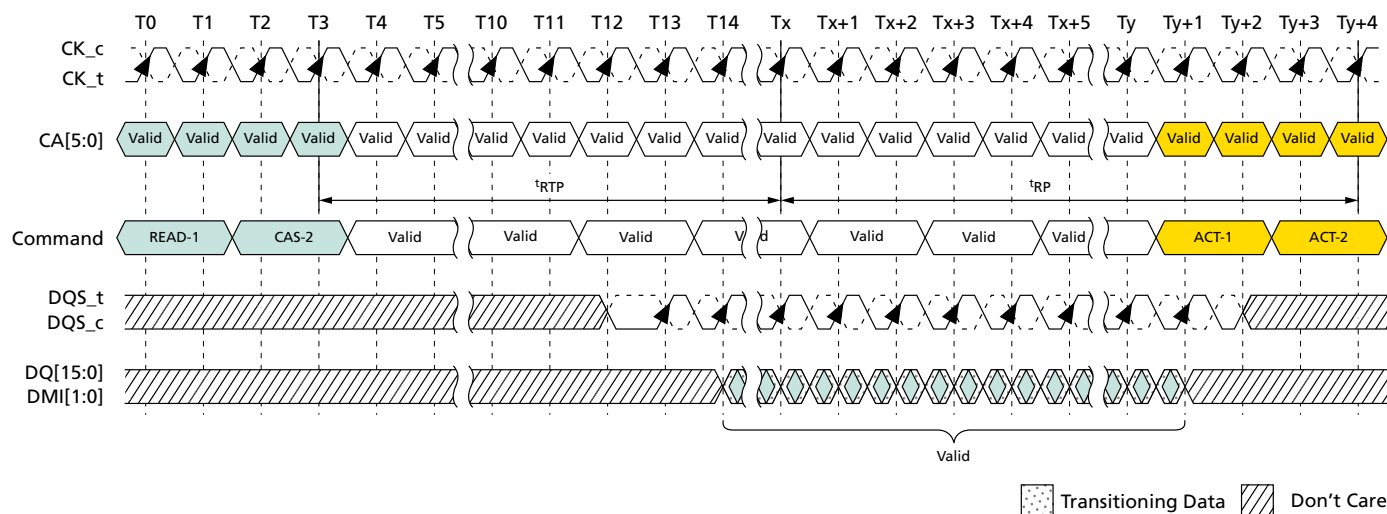 T0 T1 T2 T3 T4 T5 T10 T11 T12 T13 T14 Tx Tx+1 Tx+2 Tx+3 Tx+4 Tx+5 Ty Ty+1 Ty+2 Ty+3 Ty+4
CK_c
CK_t
CA[5:0] Valid Valid Valid Valid Valid Valid Valid Valid Valid Valid Valid Valid Valid Valid Valid Valid Valid Valid Valid Valid Valid Valid
tRTP tRP
Command READ-1 CAS-2 Valid Valid Valid Valid Valid Valid Valid ACT-1 ACT-2
DQS_t
DQS_c
DQ[15:0]
DMI[1:0]
Valid
Transitioning Data Don't Care